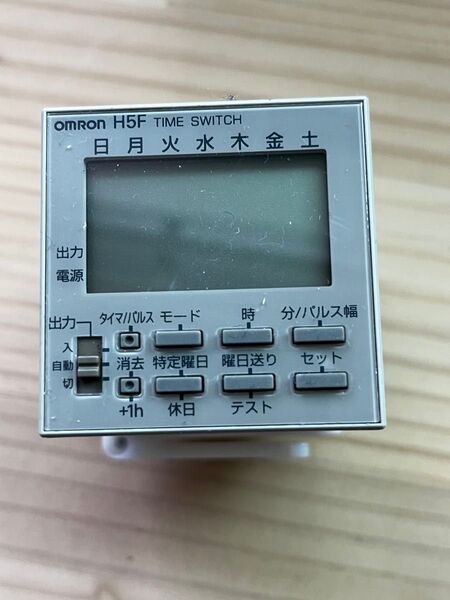 OMRON H5F TIME SWITCH
日 月 火 水 木 金 土
出力
電源
出力 タイマ/パルス モード 時 分/パルス幅
入
自動 消去 特定曜日 曜日送り セット
切
+1h 休日 テスト